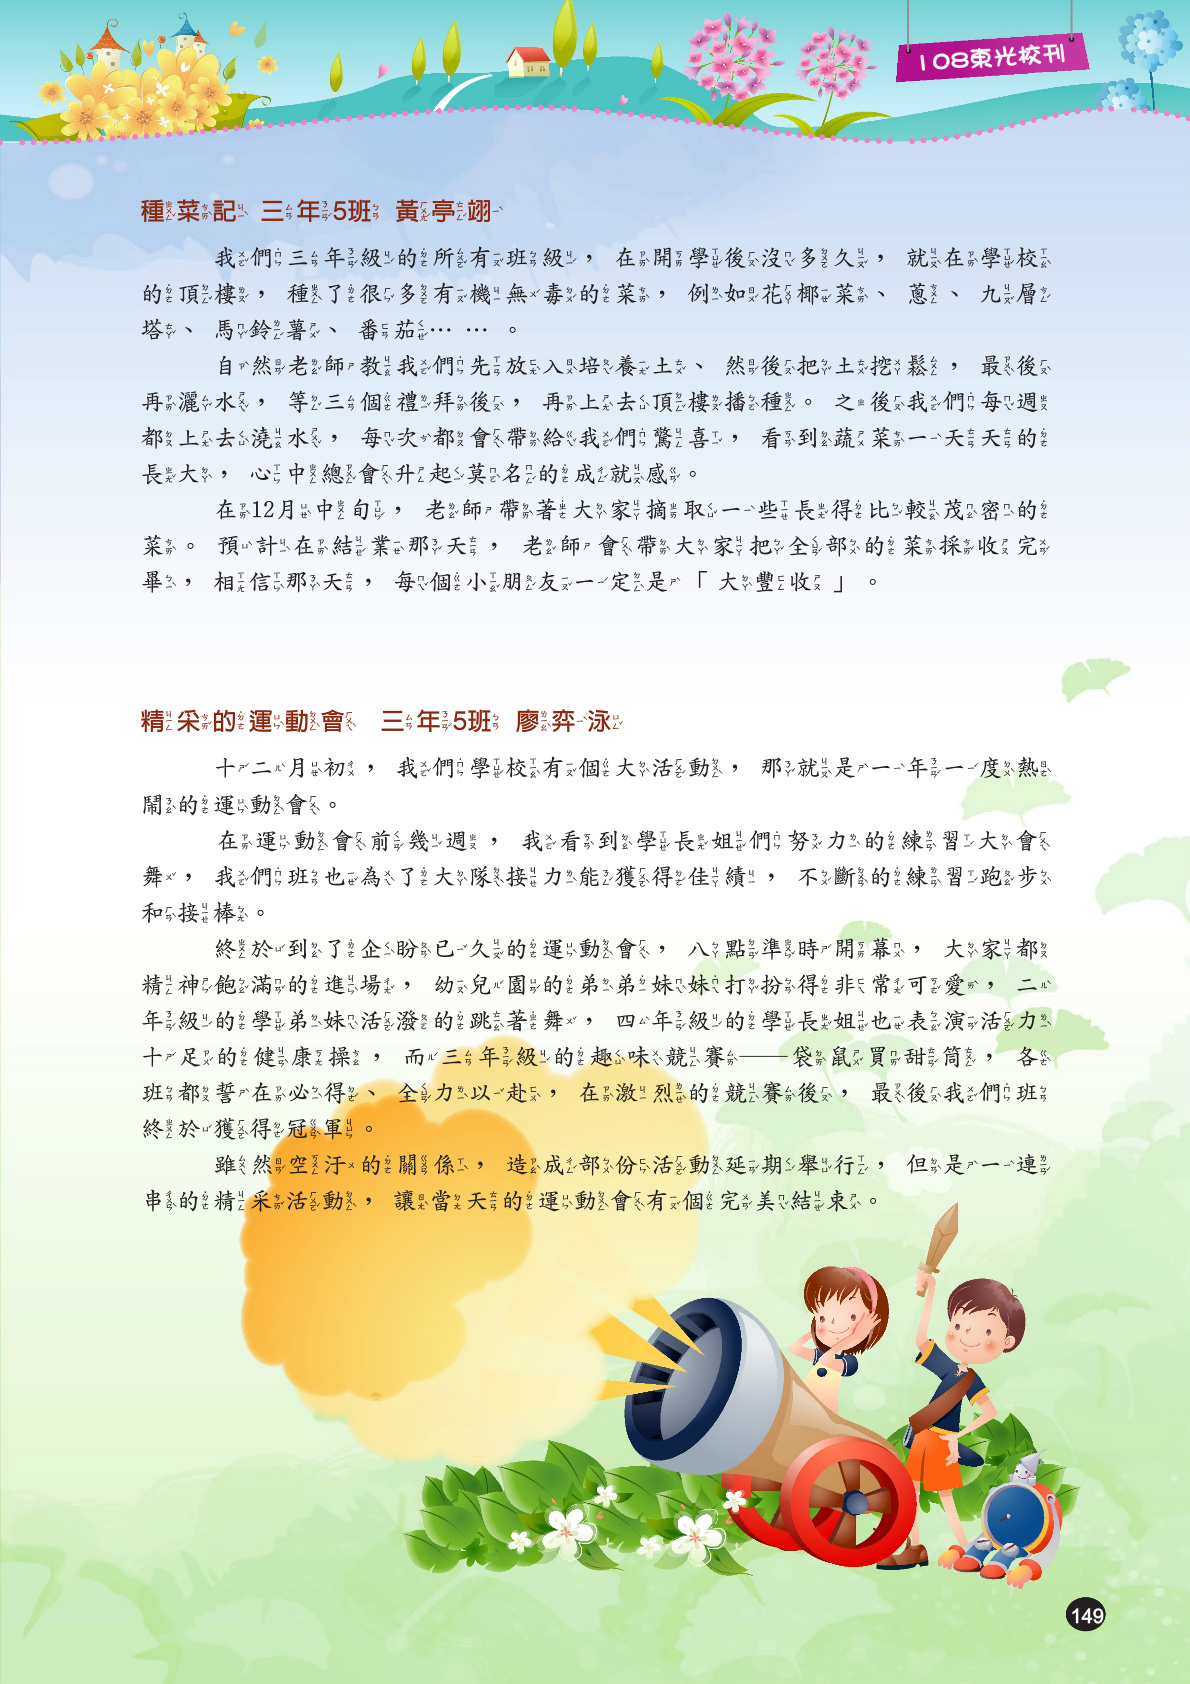 108東光校刊
種菜記 三年5班 黃亭翊
我們三年級的所有班級，在開學後沒多久，就在學校
的頂樓，種了很多有機無毒的菜，例如花椰菜、蔥、九層
塔、馬鈴薯、番茄……。
自然老師教我們先放入培養土、然後把土挖鬆，最後
再灑水，等三個禮拜後，再上去頂樓播種。之後我們每週
都上去澆水，每次都會帶給我們驚喜，看到蔬菜一天天的
長大，心中總會升起莫名的成就感。
在12月中旬，老師帶著大家摘取一些長得比較茂密的
菜。預計在結業那天，老師會帶大家把全部的菜採收完
畢，相信那天，每個小朋友一定是「大豐收」。
精采的運動會 三年5班 廖弈泳
十二月初，我們學校有個大活動，那就是一年一度熱
鬧的運動會。
在運動會前幾週，我看到學長姐們努力的練習大會
舞，我們班也為了大隊接力能獲得佳績，不斷的練習跑步
和接棒。
終於到了企盼已久的運動會，八點準時開幕，大家都
精神飽滿的進場，幼兒園的弟弟妹妹打扮得非常可愛，二
年級的學弟妹活潑的跳著舞，四年級的學長姐也表演活力
十足的健康操，而三年級的趣味競賽——袋鼠買甜筒，各
班都誓在必得、全力以赴，在激烈的競賽後，最後我們班
終於獲得冠軍。
雖然空汙的關係，造成部份活動延期舉行，但是一連
串的精采活動，讓當天的運動會有個完美結束。
149